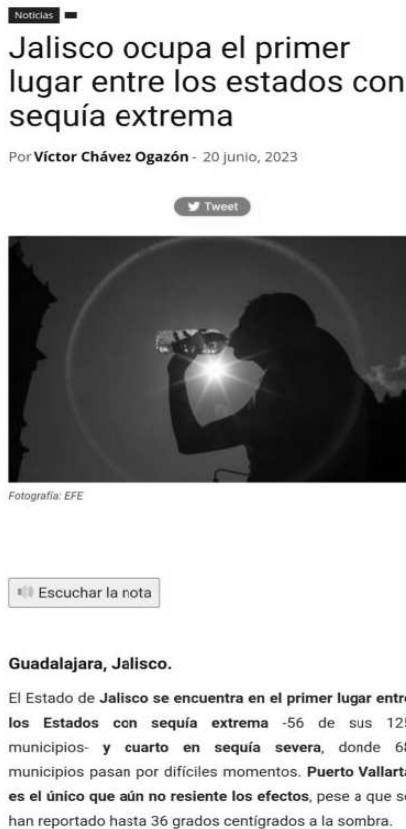 Noticias
Jalisco ocupa el primer
lugar entre los estados con
sequía extrema
Por Víctor Chávez Ogazón - 20 junio, 2023
Tweet
Fotografía: EFE
Escuchar la nota
Guadalajara, Jalisco.
El Estado de Jalisco se encuentra en el primer lugar entre
los Estados con sequía extrema -56 de sus 125
municipios- y cuarto en sequía severa, donde 68
municipios pasan por difíciles momentos. Puerto Vallarta
es el único que aún no resiente los efectos, pese a que se
han reportado hasta 36 grados centígrados a la sombra.